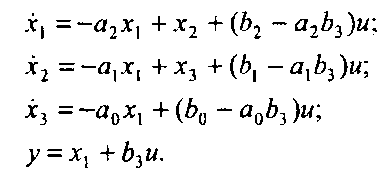 ẋ₁ = −a₂x₁ + x₂ + (b₂ − a₂b₃)u;
ẋ₂ = −a₁x₁ + x₃ + (b₁ − a₁b₃)u;
ẋ₃ = −a₀x₁ + (b₀ − a₀b₃)u;
y = x₁ + b₃u.